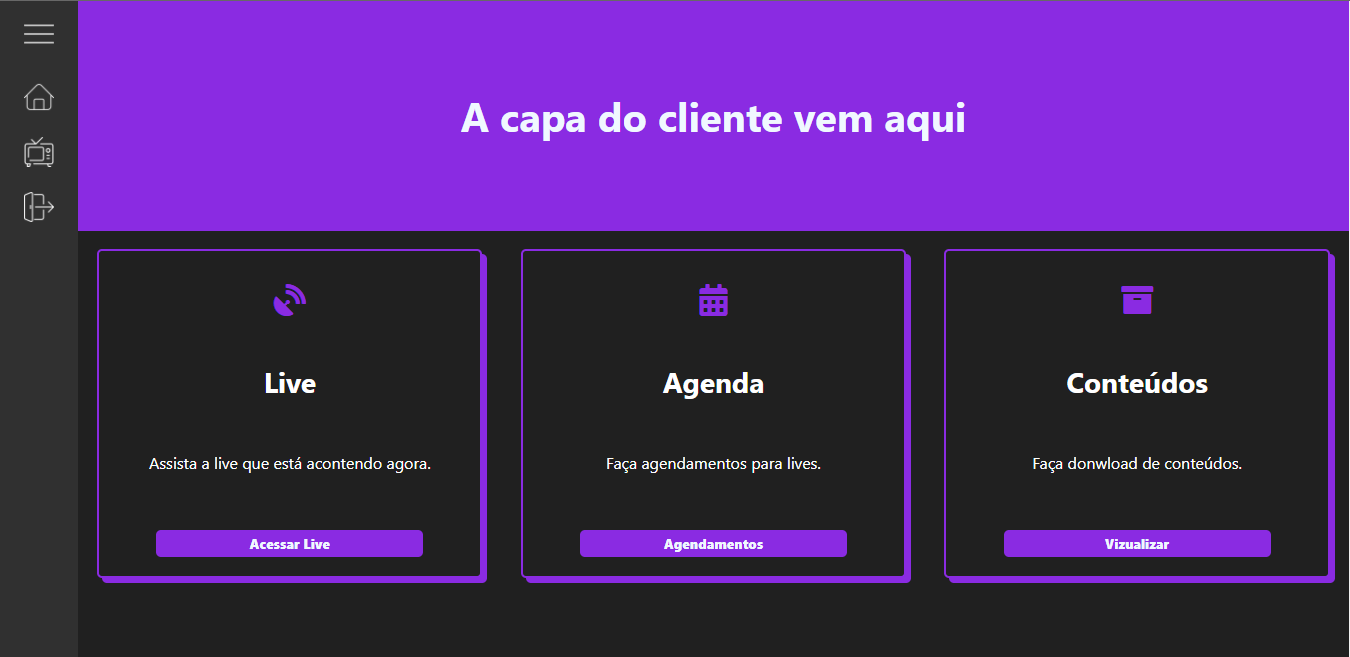 A capa do cliente vem aqui
Live
Assista a live que está acontendo agora.
Acessar Live
Agenda
Faça agendamentos para lives.
Agendamentos
Conteúdos
Faça donwload de conteúdos.
Vizualizar